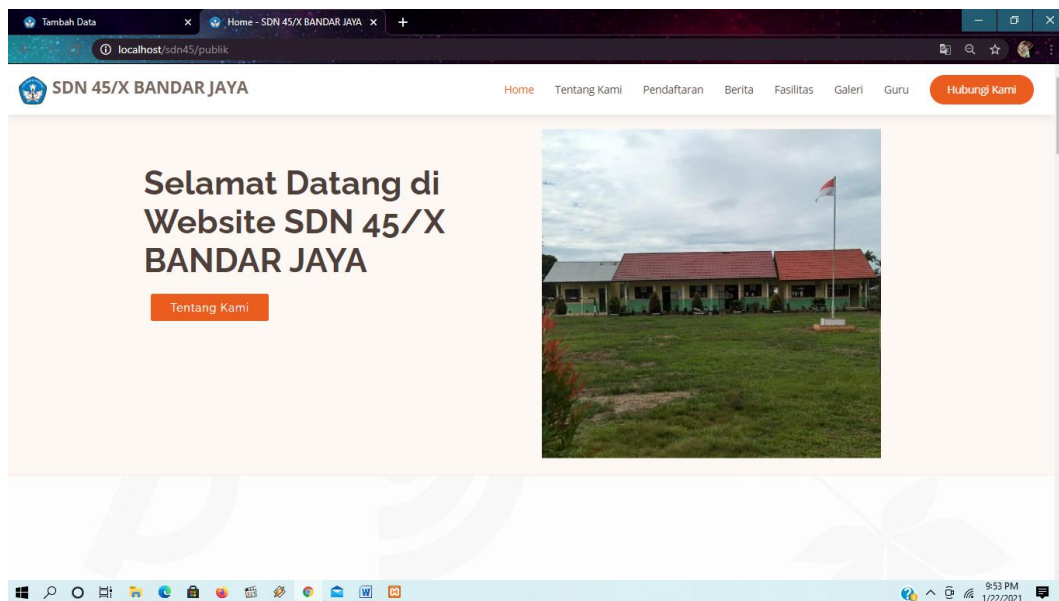 Tambah Data
Home - SDN 45/X BANDAR JAYA
localhost/sdn45/publik
SDN 45/X BANDAR JAYA
Home Tentang Kami Pendaftaran Berita Fasilitas Galeri Guru Hubungi Kami
Selamat Datang di
Website SDN 45/X
BANDAR JAYA
Tentang Kami
9:53 PM
1/22/2021